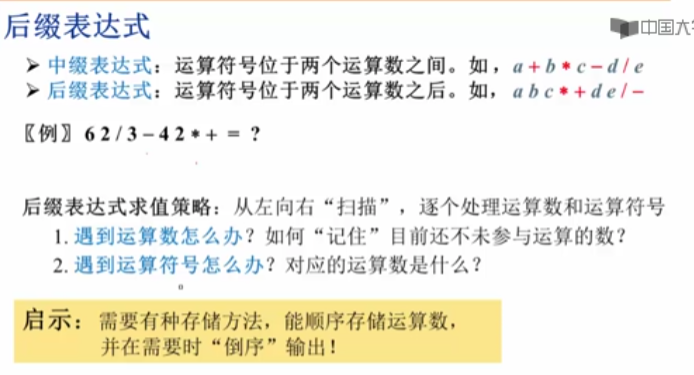 后缀表达式
中国大
➢ 中缀表达式：运算符号位于两个运算数之间。如，a + b * c − d / e
➢ 后缀表达式：运算符号位于两个运算数之后。如，a b c * + d e / −
〖例〗6 2 / 3 − 4 2 * + = ?
后缀表达式求值策略：从左向右“扫描”，逐个处理运算数和运算符号
1. 遇到运算数怎么办？如何“记住”目前还不未参与运算的数？
2. 遇到运算符号怎么办？对应的运算数是什么？
启示：需要有种存储方法，能顺序存储运算数，
并在需要时“倒序”输出！